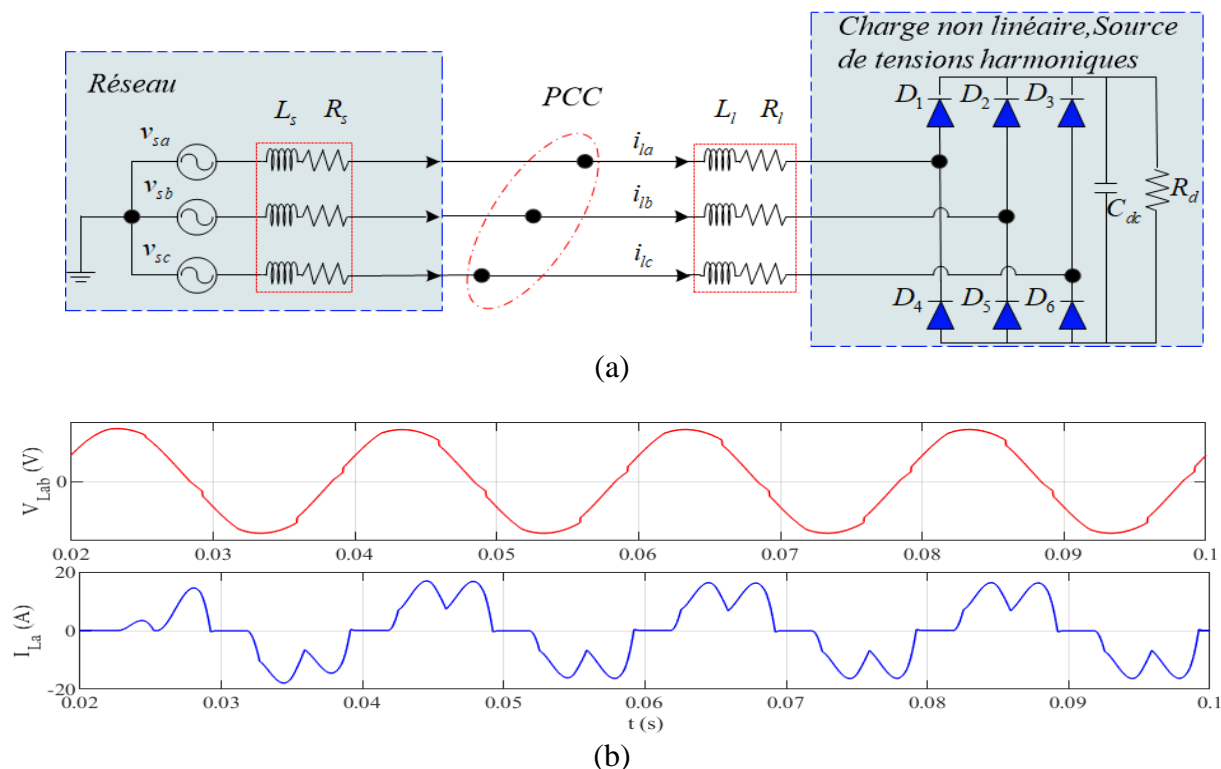 Charge non linéaire,Source
de tensions harmoniques
Réseau
PCC
L_s R_s
L_l R_l
D_1 D_2 D_3
v_sa
v_sb
v_sc
i_la
i_lb
i_lc
C_dc
R_d
D_4 D_5 D_6
(a)
V_Lab (V)
0
0.02 0.03 0.04 0.05 0.06 0.07 0.08 0.09 0.1
I_La (A)
20
0
-20
0.02 0.03 0.04 0.05 0.06 0.07 0.08 0.09 0.1
t (s)
(b)